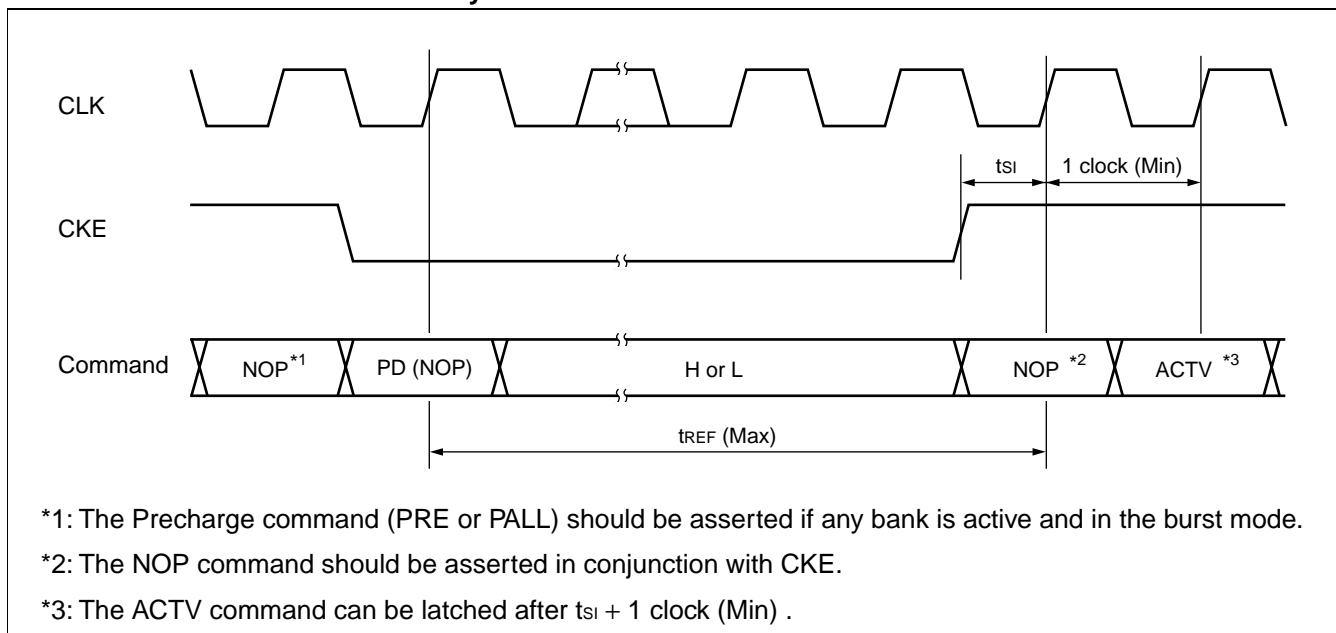 CLK
tSI
1 clock (Min)
CKE
Command
NOP*1
PD (NOP)
H or L
NOP *2
ACTV *3
tREF (Max)
*1: The Precharge command (PRE or PALL) should be asserted if any bank is active and in the burst mode.
*2: The NOP command should be asserted in conjunction with CKE.
*3: The ACTV command can be latched after tSI + 1 clock (Min) .